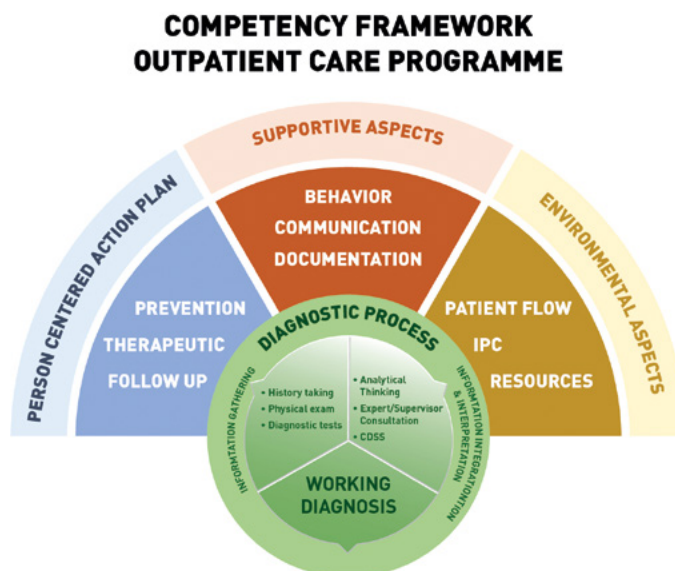 COMPETENCY FRAMEWORK
OUTPATIENT CARE PROGRAMME
PERSON CENTERED ACTION PLAN
SUPPORTIVE ASPECTS
ENVIRONMENTAL ASPECTS
PREVENTION
THERAPEUTIC
FOLLOW UP
BEHAVIOR
COMMUNICATION
DOCUMENTATION
PATIENT FLOW
IPC
RESOURCES
DIAGNOSTIC PROCESS
INFORMTATION GATHERING
• History taking
• Physical exam
• Diagnostic tests
• Analytical
Thinking
• Expert/Supervisor
Consultation
• CDSS
INFORMTATION INTEGRATIONTION
& INTERPRETATION
WORKING
DIAGNOSIS